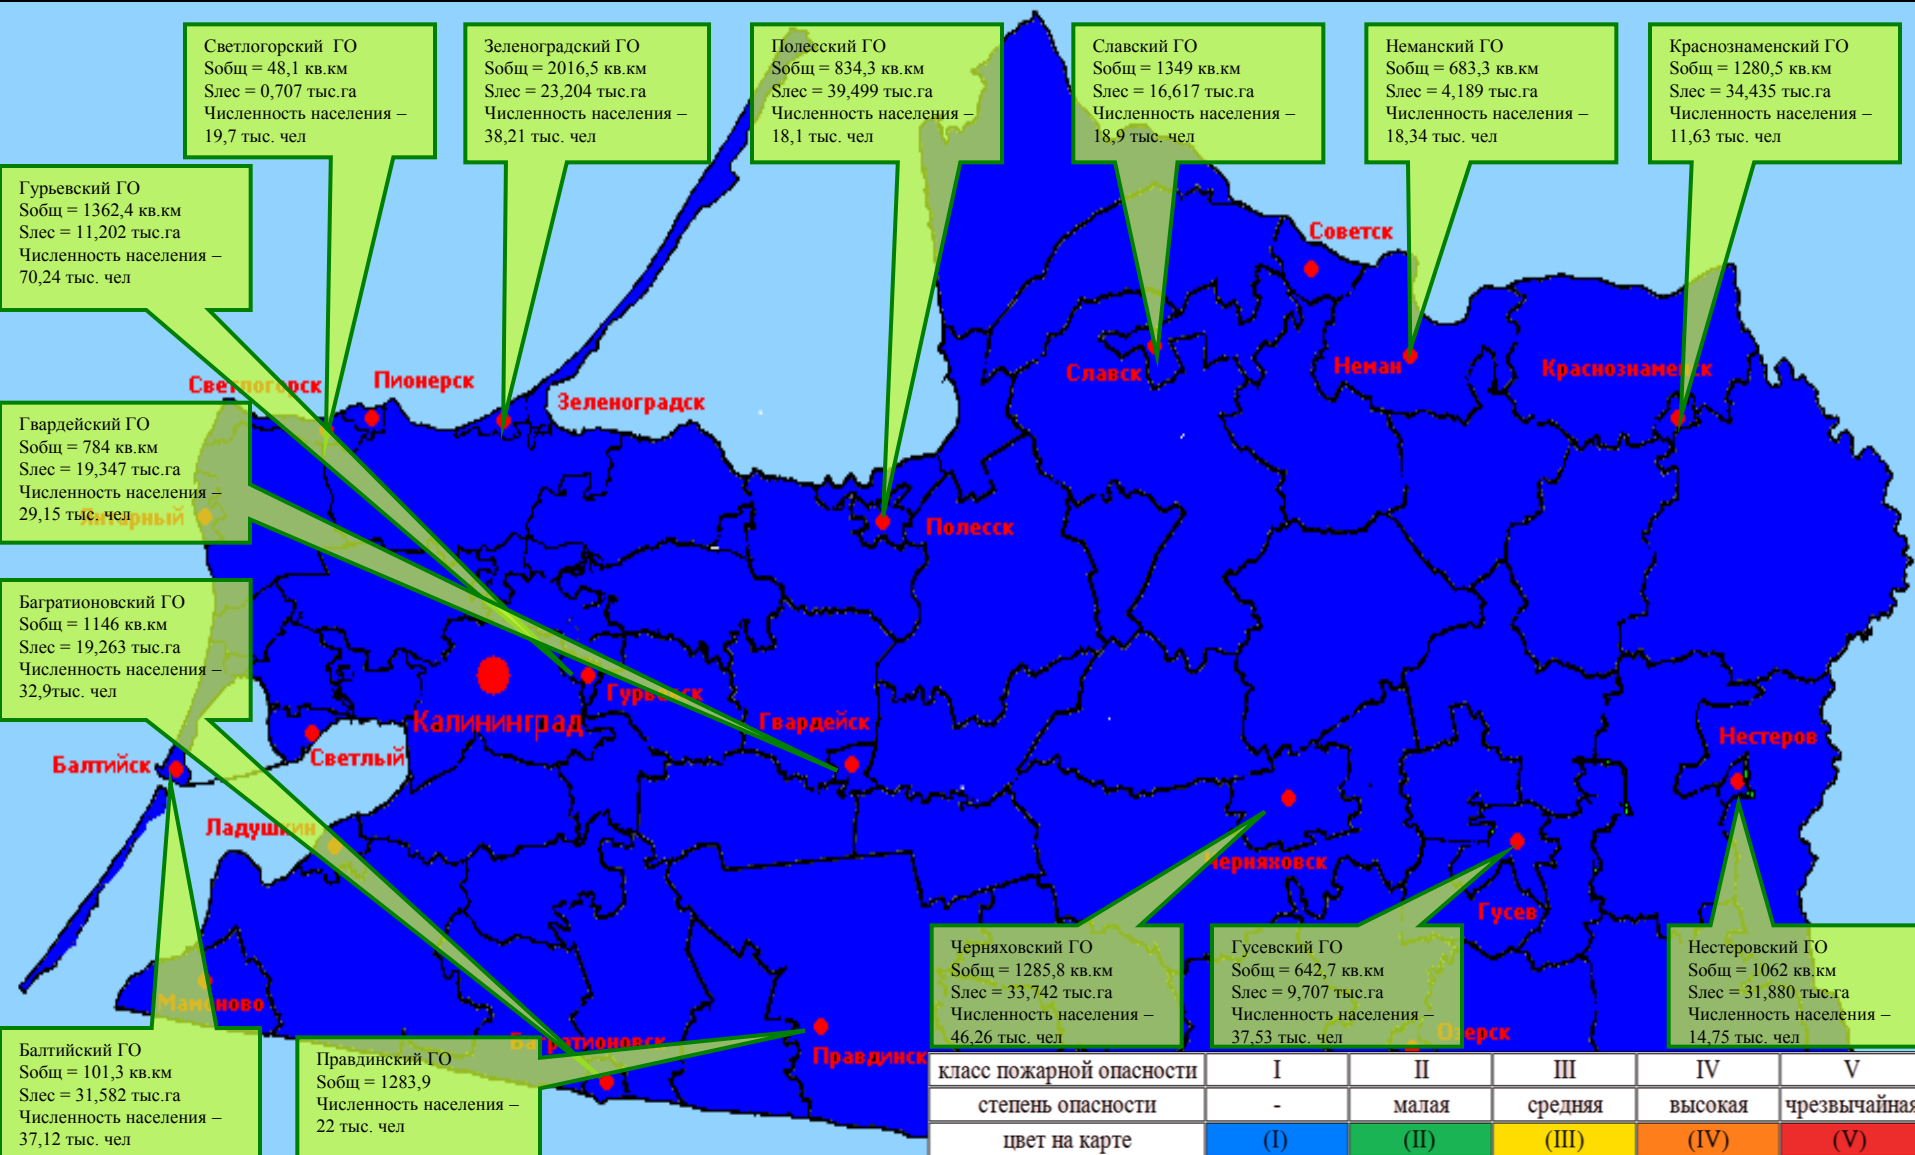 Светлогорский ГО
Sобщ = 48,1 кв.км
Sлес = 0,707 тыс.га
Численность населения –
19,7 тыс. чел
Зеленоградский ГО
Sобщ = 2016,5 кв.км
Sлес = 23,204 тыс.га
Численность населения –
38,21 тыс. чел
Полесский ГО
Sобщ = 834,3 кв.км
Sлес = 39,499 тыс.га
Численность населения –
18,1 тыс. чел
Славский ГО
Sобщ = 1349 кв.км
Sлес = 16,617 тыс.га
Численность населения –
18,9 тыс. чел
Неманский ГО
Sобщ = 683,3 кв.км
Sлес = 4,189 тыс.га
Численность населения –
18,34 тыс. чел
Краснознаменский ГО
Sобщ = 1280,5 кв.км
Sлес = 34,435 тыс.га
Численность населения –
11,63 тыс. чел
Гурьевский ГО
Sобщ = 1362,4 кв.км
Sлес = 11,202 тыс.га
Численность населения –
70,24 тыс. чел
Советск
Светлогорск
Пионерск
Зеленоградск
Славск
Неман
Краснознаменск
Гвардейский ГО
Sобщ = 784 кв.км
Sлес = 19,347 тыс.га
Численность населения –
29,15 тыс. чел
Янтарный
Полесск
Багратионовский ГО
Sобщ = 1146 кв.км
Sлес = 19,263 тыс.га
Численность населения –
32,9тыс. чел
Гурьевск
Калининград
Гвардейск
Нестеров
Балтийск
Светлый
Ладушкин
Черняховск
Гусев
Мамоново
Багратионовск
Правдинск
Озерск
Черняховский ГО
Sобщ = 1285,8 кв.км
Sлес = 33,742 тыс.га
Численность населения –
46,26 тыс. чел
Гусевский ГО
Sобщ = 642,7 кв.км
Sлес = 9,707 тыс.га
Численность населения –
37,53 тыс. чел
Нестеровский ГО
Sобщ = 1062 кв.км
Sлес = 31,880 тыс.га
Численность населения –
14,75 тыс. чел
Балтийский ГО
Sобщ = 101,3 кв.км
Sлес = 31,582 тыс.га
Численность населения –
37,12 тыс. чел
Правдинский ГО
Sобщ = 1283,9
Численность населения –
22 тыс. чел
класс пожарной опасности I II III IV V
степень опасности - малая средняя высокая чрезвычайная
цвет на карте (I) (II) (III) (IV) (V)